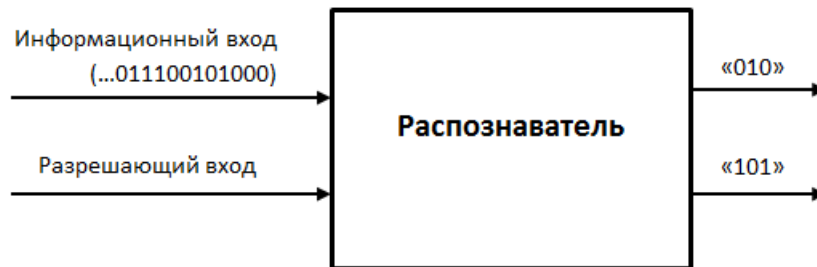 Информационный вход
(...011100101000)
«010»
Распознаватель
Разрешающий вход
«101»